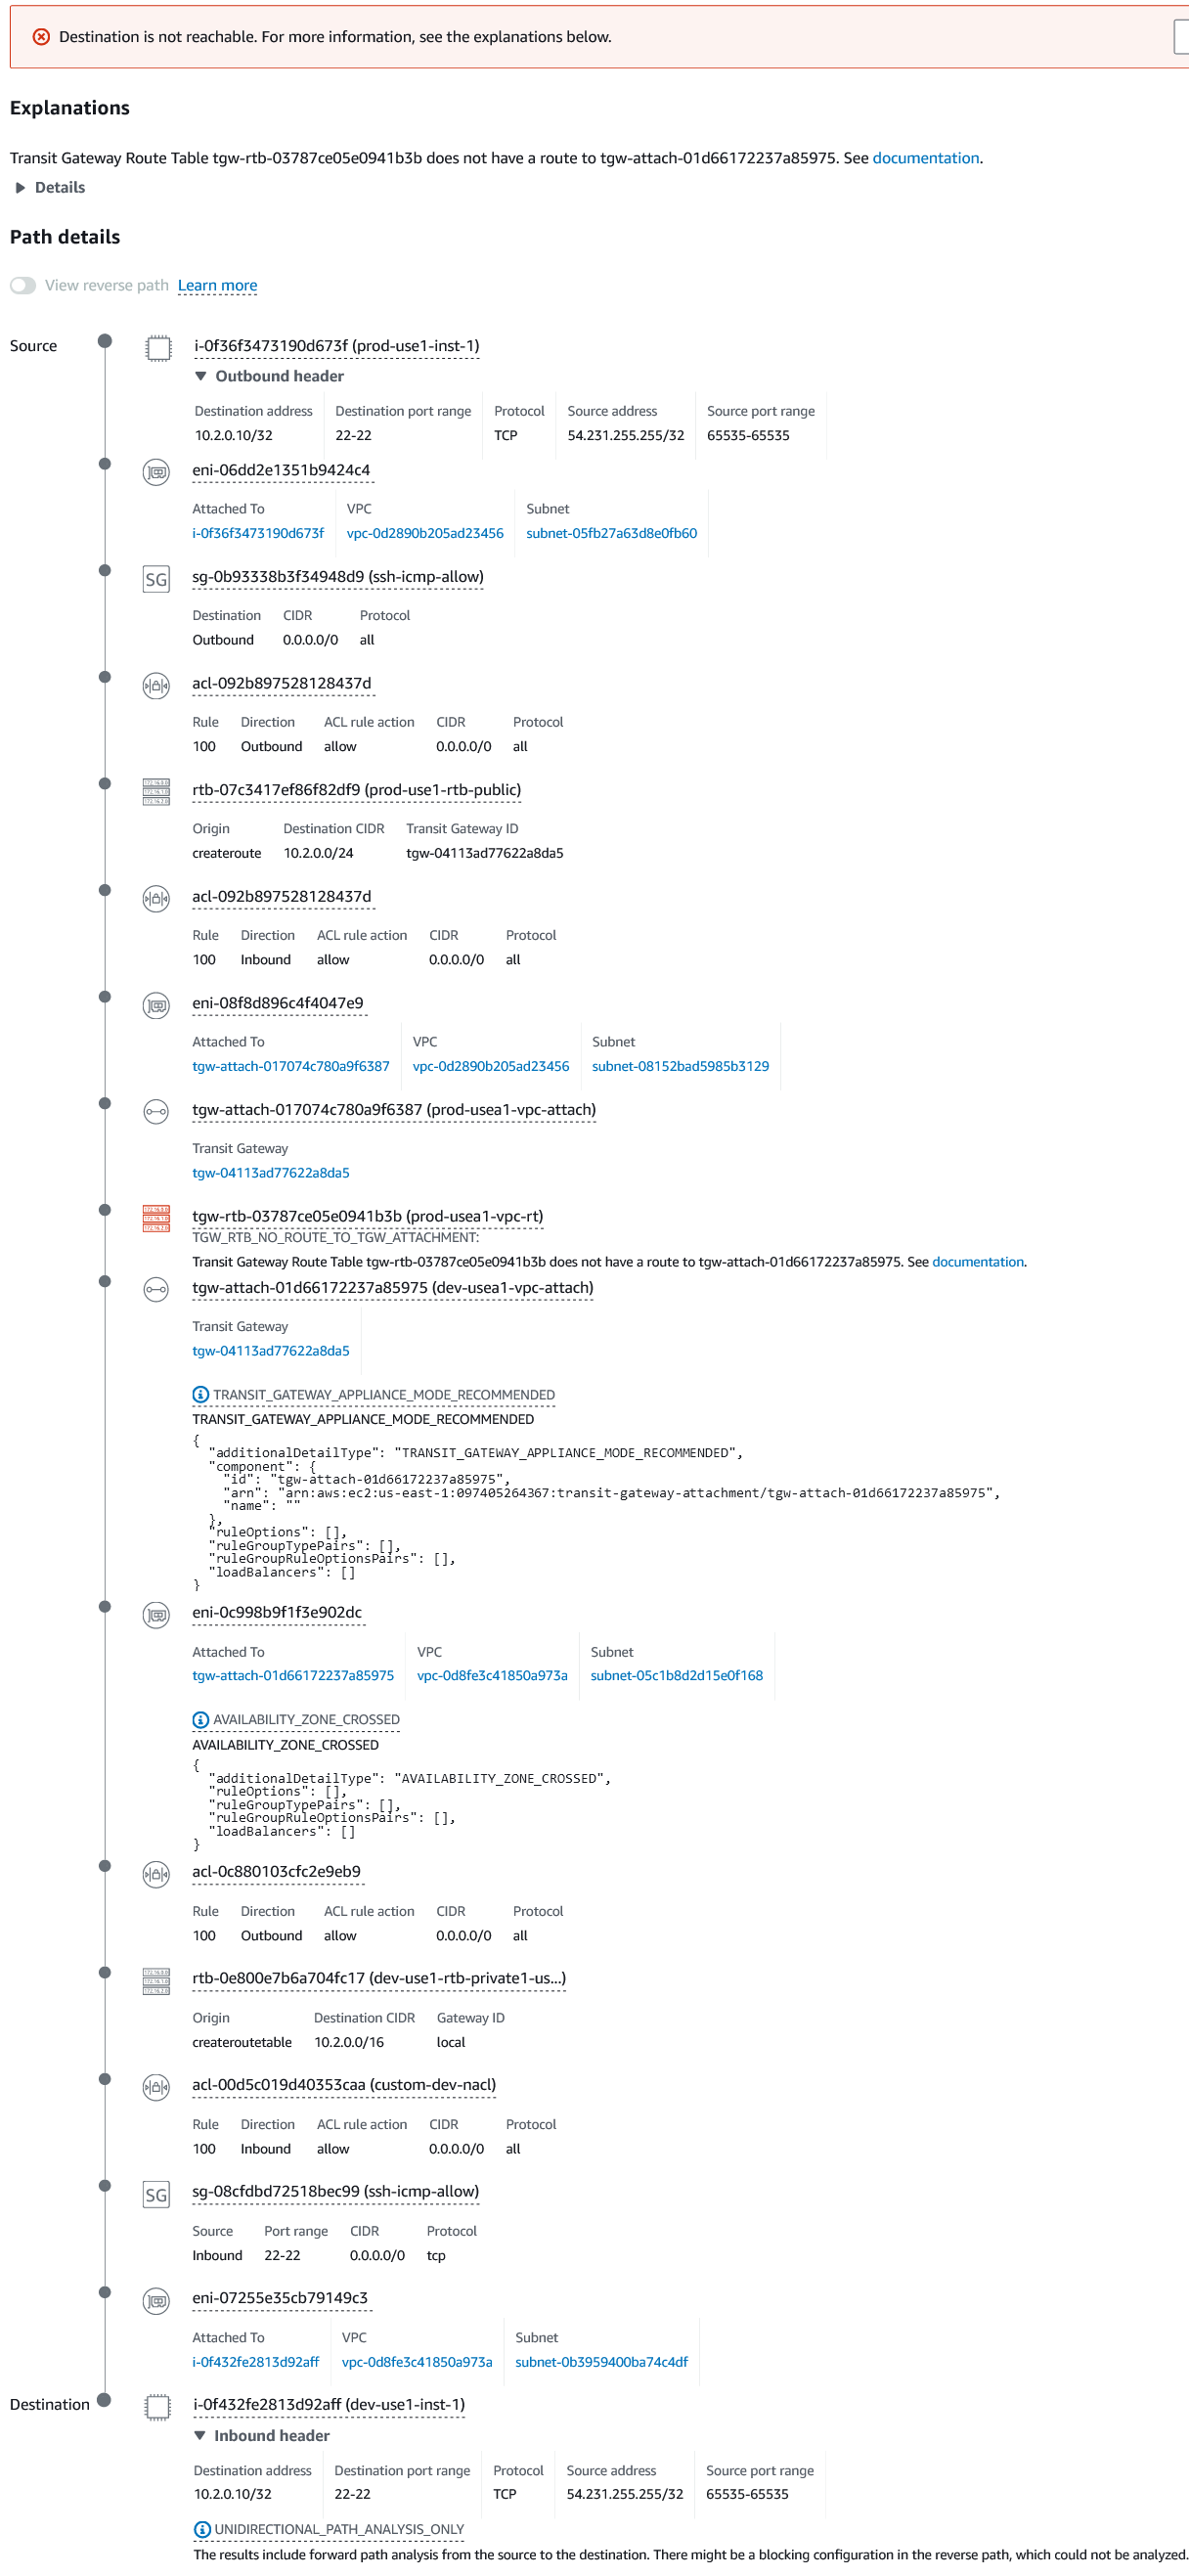 Destination is not reachable. For more information, see the explanations below.
Explanations
Transit Gateway Route Table tgw-rtb-03787ce05e0941b3b does not have a route to tgw-attach-01d66172237a85975. See documentation.
Details
Path details
View reverse path Learn more
Source
i-0f36f3473190d673f (prod-use1-inst-1)
Outbound header
Destination address Destination port range Protocol Source address Source port range
10.2.0.10/32 22-22 TCP 54.231.255.255/32 65535-65535
eni-06dd2e1351b9424c4
Attached To VPC Subnet
i-0f36f3473190d673f vpc-0d2890b205ad23456 subnet-05fb27a63d8e0fb60
SG sg-0b93338b3f34948d9 (ssh-icmp-allow)
Destination CIDR Protocol
Outbound 0.0.0.0/0 all
acl-092b897528128437d
Rule Direction ACL rule action CIDR Protocol
100 Outbound allow 0.0.0.0/0 all
rtb-07c3417ef86f82df9 (prod-use1-rtb-public)
Origin Destination CIDR Transit Gateway ID
createroute 10.2.0.0/24 tgw-04113ad77622a8da5
acl-092b897528128437d
Rule Direction ACL rule action CIDR Protocol
100 Inbound allow 0.0.0.0/0 all
eni-08f8d896c4f4047e9
Attached To VPC Subnet
tgw-attach-017074c780a9f6387 vpc-0d2890b205ad23456 subnet-08152bad5985b3129
tgw-attach-017074c780a9f6387 (prod-usea1-vpc-attach)
Transit Gateway
tgw-04113ad77622a8da5
tgw-rtb-03787ce05e0941b3b (prod-usea1-vpc-rt)
TGW_RTB_NO_ROUTE_TO_TGW_ATTACHMENT:
Transit Gateway Route Table tgw-rtb-03787ce05e0941b3b does not have a route to tgw-attach-01d66172237a85975. See documentation.
tgw-attach-01d66172237a85975 (dev-usea1-vpc-attach)
Transit Gateway
tgw-04113ad77622a8da5
TRANSIT_GATEWAY_APPLIANCE_MODE_RECOMMENDED
TRANSIT_GATEWAY_APPLIANCE_MODE_RECOMMENDED
{
"additionalDetailType": "TRANSIT_GATEWAY_APPLIANCE_MODE_RECOMMENDED",
"component": {
"id": "tgw-attach-01d66172237a85975",
"arn": "arn:aws:ec2:us-east-1:097405264367:transit-gateway-attachment/tgw-attach-01d66172237a85975",
"name": ""
},
"ruleOptions": [],
"ruleGroupTypePairs": [],
"ruleGroupRuleOptionsPairs": [],
"loadBalancers": []
}
eni-0c998b9f1f3e902dc
Attached To VPC Subnet
tgw-attach-01d66172237a85975 vpc-0d8fe3c41850a973a subnet-05c1b8d2d15e0f168
AVAILABILITY_ZONE_CROSSED
AVAILABILITY_ZONE_CROSSED
{
"additionalDetailType": "AVAILABILITY_ZONE_CROSSED",
"ruleOptions": [],
"ruleGroupTypePairs": [],
"ruleGroupRuleOptionsPairs": [],
"loadBalancers": []
}
acl-0c880103cfc2e9eb9
Rule Direction ACL rule action CIDR Protocol
100 Outbound allow 0.0.0.0/0 all
rtb-0e800e7b6a704fc17 (dev-use1-rtb-private1-us...)
Origin Destination CIDR Gateway ID
createroutetable 10.2.0.0/16 local
acl-00d5c019d40353caa (custom-dev-nacl)
Rule Direction ACL rule action CIDR Protocol
100 Inbound allow 0.0.0.0/0 all
SG sg-08cfdbd72518bec99 (ssh-icmp-allow)
Source Port range CIDR Protocol
Inbound 22-22 0.0.0.0/0 tcp
eni-07255e35cb79149c3
Attached To VPC Subnet
i-0f432fe2813d92aff vpc-0d8fe3c41850a973a subnet-0b3959400ba74c4df
Destination
i-0f432fe2813d92aff (dev-use1-inst-1)
Inbound header
Destination address Destination port range Protocol Source address Source port range
10.2.0.10/32 22-22 TCP 54.231.255.255/32 65535-65535
UNIDIRECTIONAL_PATH_ANALYSIS_ONLY
The results include forward path analysis from the source to the destination. There might be a blocking configuration in the reverse path, which could not be analyzed.